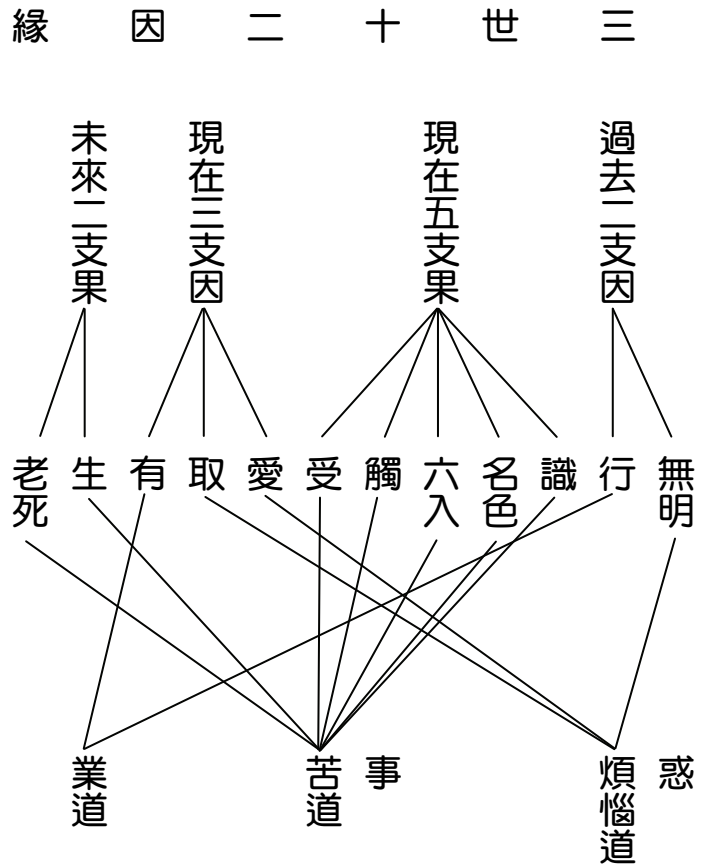 三世十二因緣
過去二支因
現在五支果
現在三支因
未來二支果
無明
行
識
名色
六入
觸
受
愛
取
有
生
老死
惑
煩惱道
事
苦道
業道